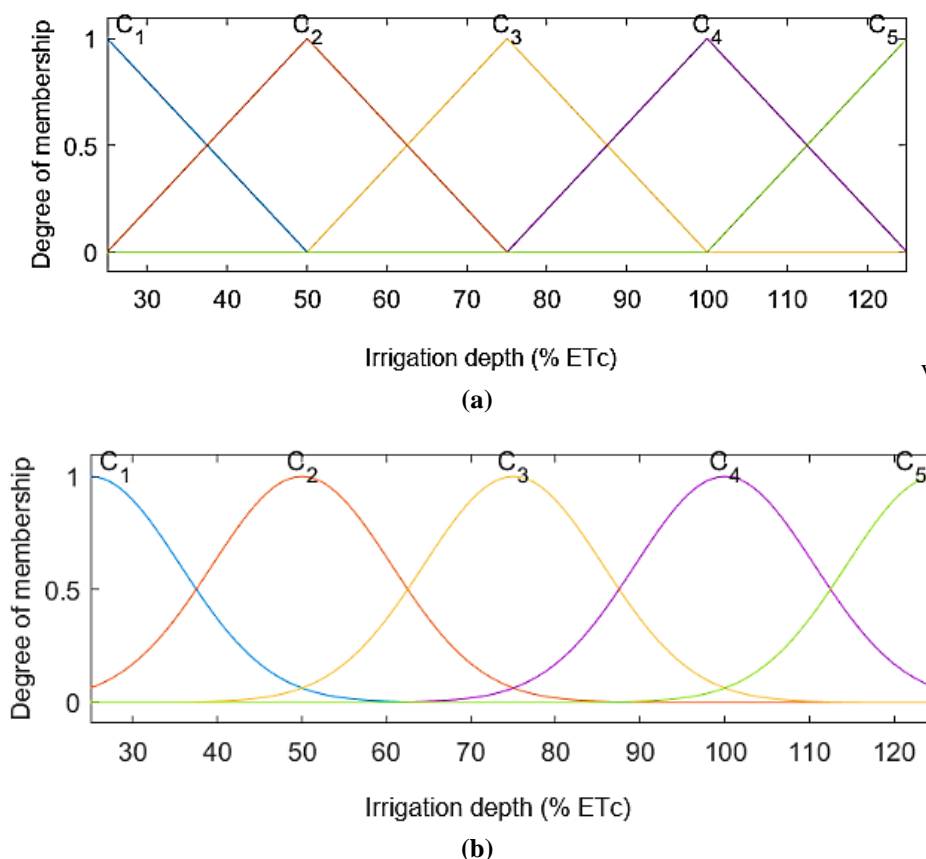 C1 C2 C3 C4 C5
1
0.5
0
Degree of membership
30 40 50 60 70 80 90 100 110 120
Irrigation depth (% ETc)
(a)
C1 C2 C3 C4 C5
1
0.5
0
Degree of membership
30 40 50 60 70 80 90 100 110 120
Irrigation depth (% ETc)
(b)